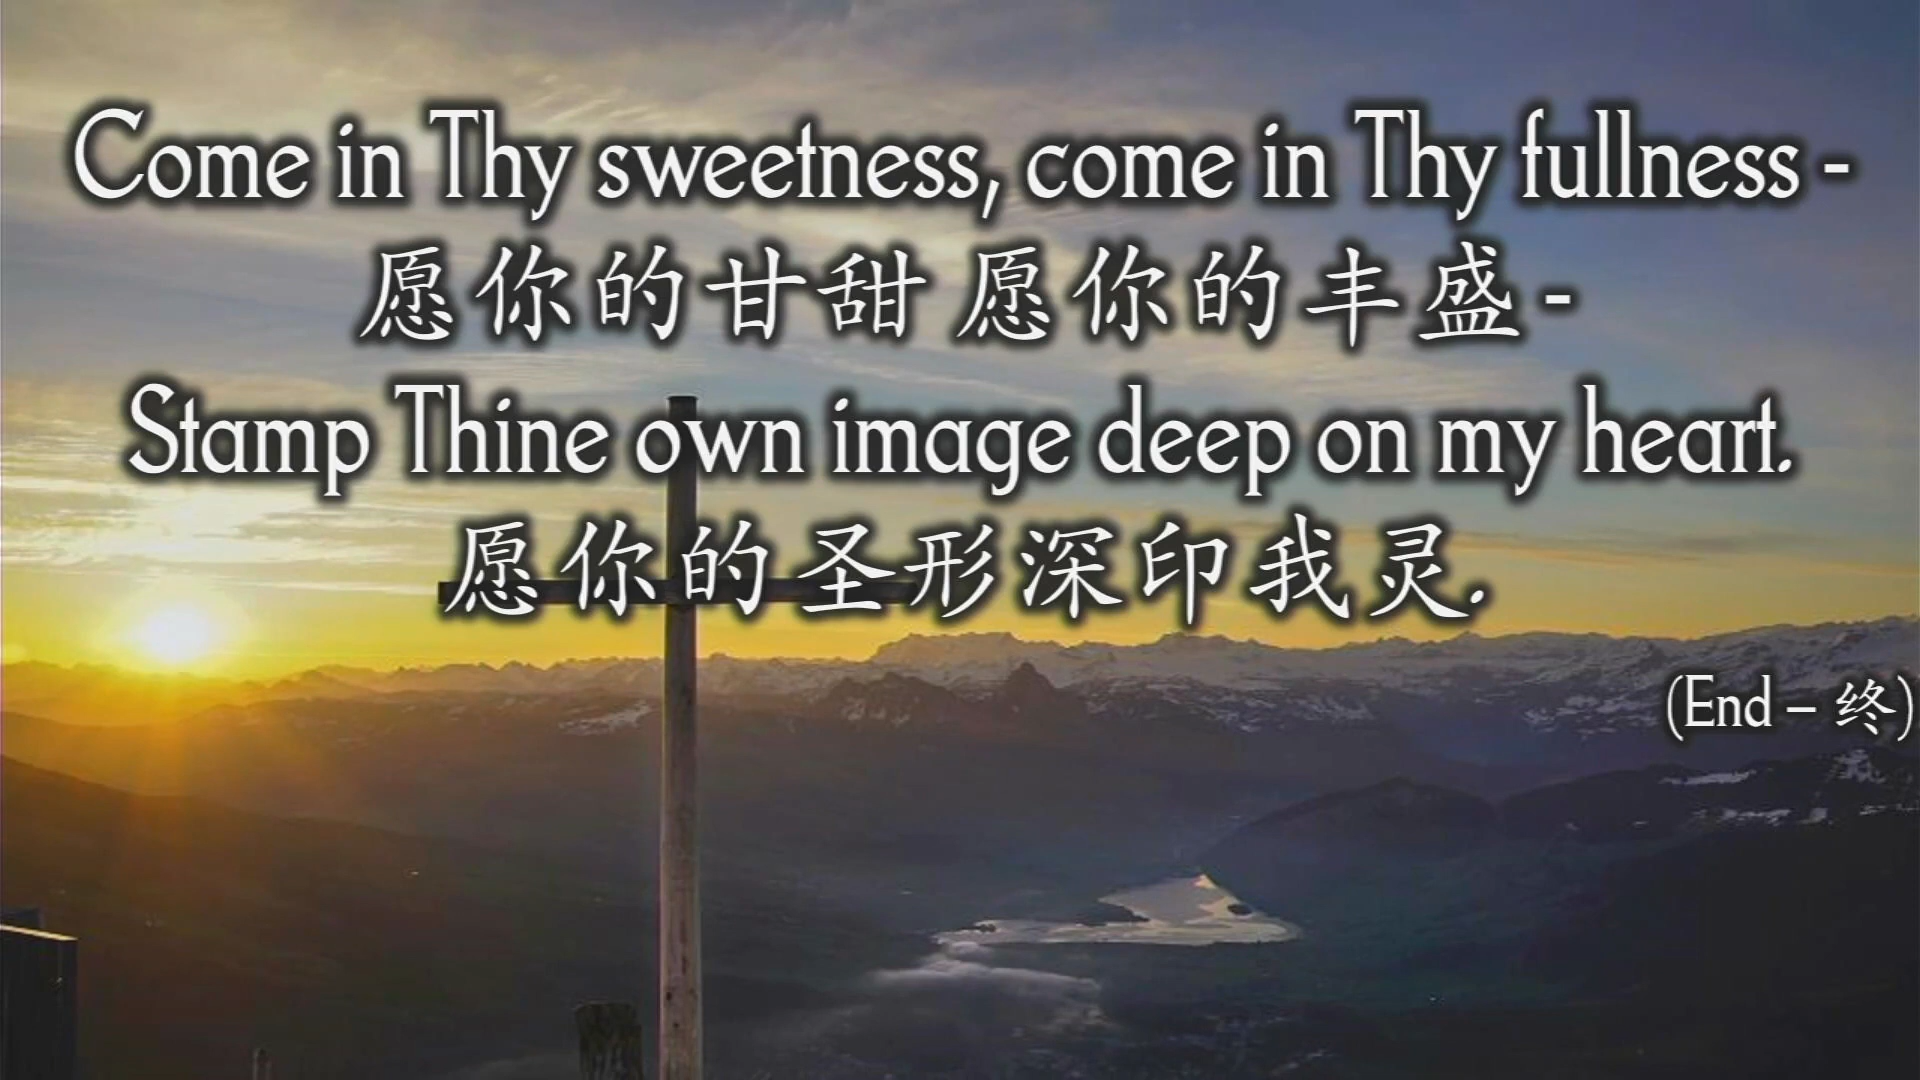 Come in Thy sweetness, come in Thy fullness -
愿你的甘甜 愿你的丰盛 -
Stamp Thine own image deep on my heart.
愿你的圣形深印我灵.
(End – 终)